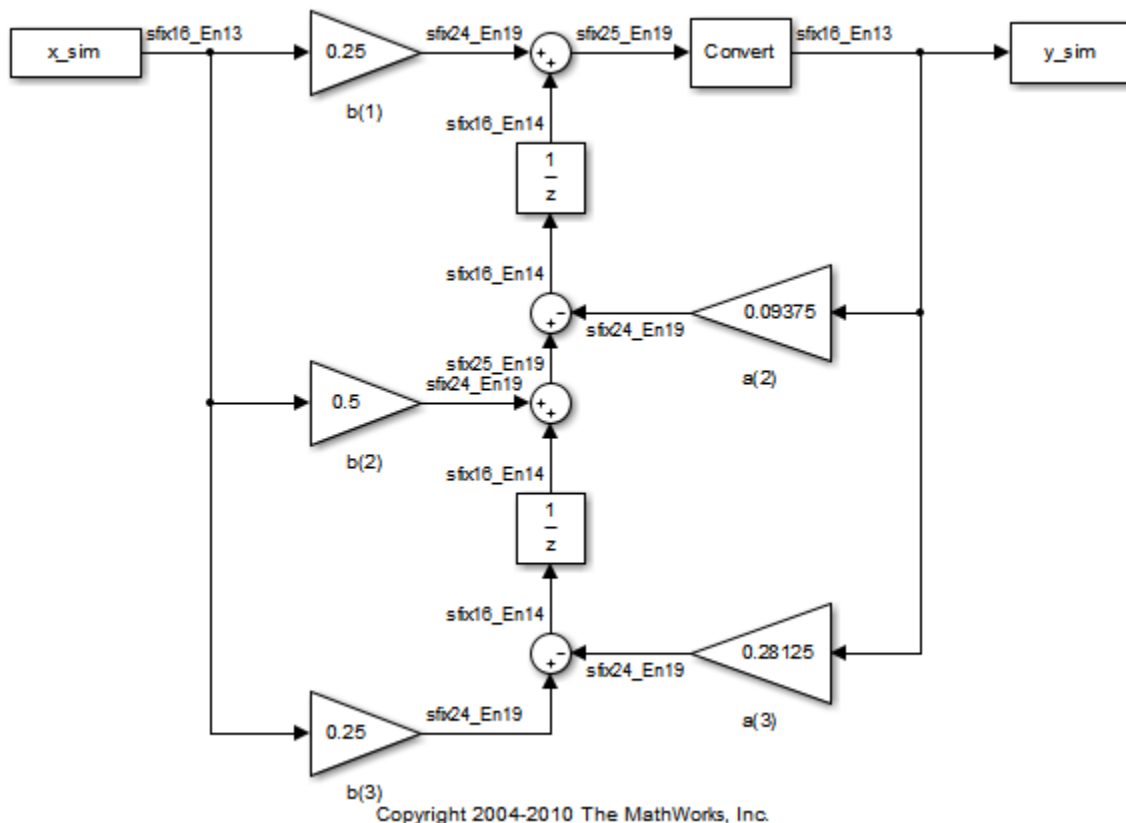 sfix16_En13
x_sim
0.25
b(1)
sfix24_En19
sfix25_En19
Convert
sfix16_En13
y_sim
sfix16_En14
1
z
sfix16_En14
0.09375
sfix24_En19
a(2)
sfix25_En19
sfix24_En19
0.5
b(2)
sfix16_En14
1
z
sfix16_En14
0.28125
sfix24_En19
a(3)
sfix24_En19
0.25
b(3)
Copyright 2004-2010 The MathWorks, Inc.